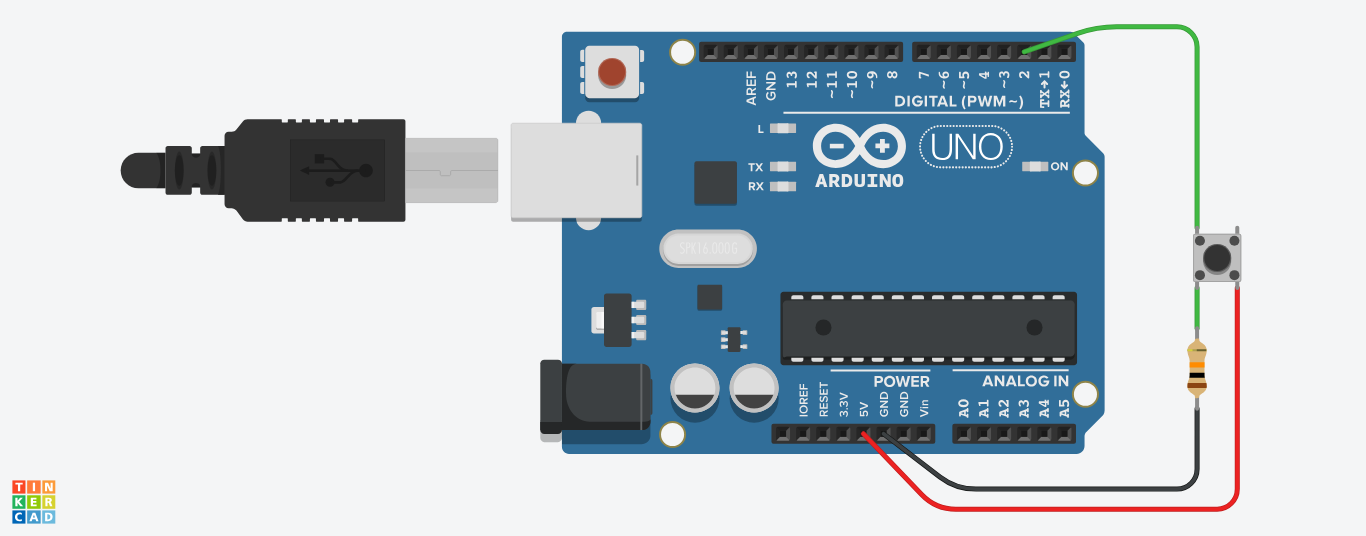 AREF
GND
13
12
~11
~10
~9
8
7
~6
~5
4
~3
2
TX→1
RX←0
DIGITAL (PWM~)
L
TX
RX
ARDUINO
UNO
ON
SPK16.000G
POWER
ANALOG IN
IOREF
RESET
3.3V
5V
GND
GND
Vin
A0
A1
A2
A3
A4
A5
TIN
KER
CAD